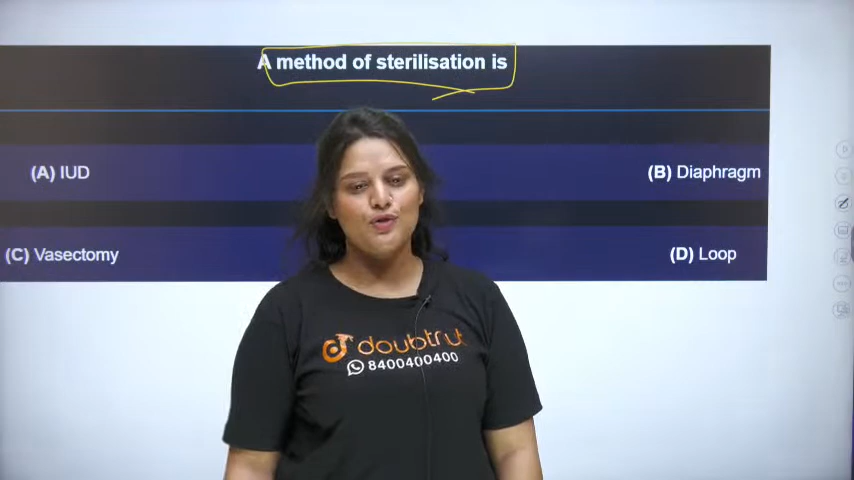 A method of sterilisation is
(A) IUD
(B) Diaphragm
(C) Vasectomy
(D) Loop
doubtnut
8400400400